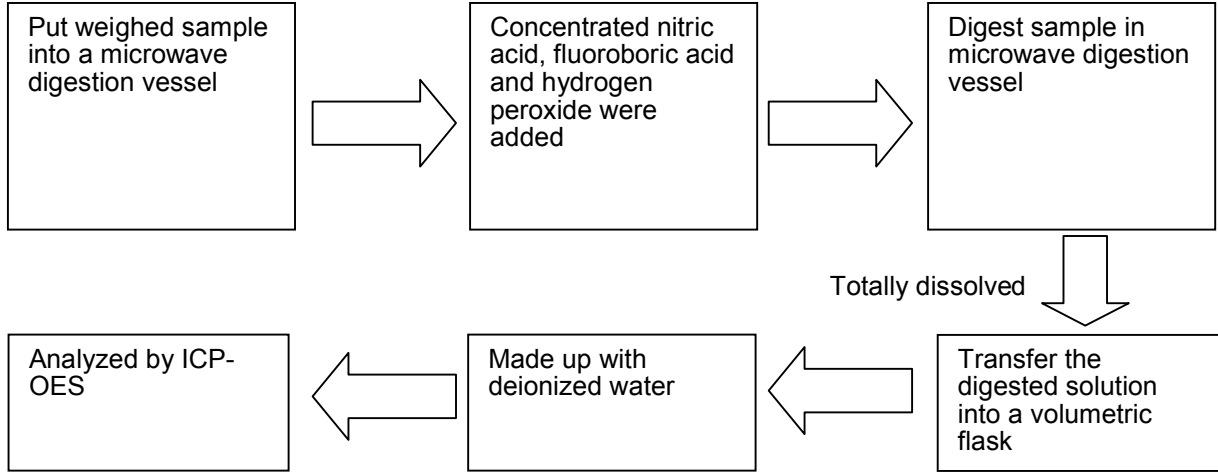 Put weighed sample
into a microwave
digestion vessel
Concentrated nitric
acid, fluoroboric acid
and hydrogen
peroxide were
added
Digest sample in
microwave digestion
vessel
Totally dissolved
Transfer the
digested solution
into a volumetric
flask
Made up with
deionized water
Analyzed by ICP-
OES